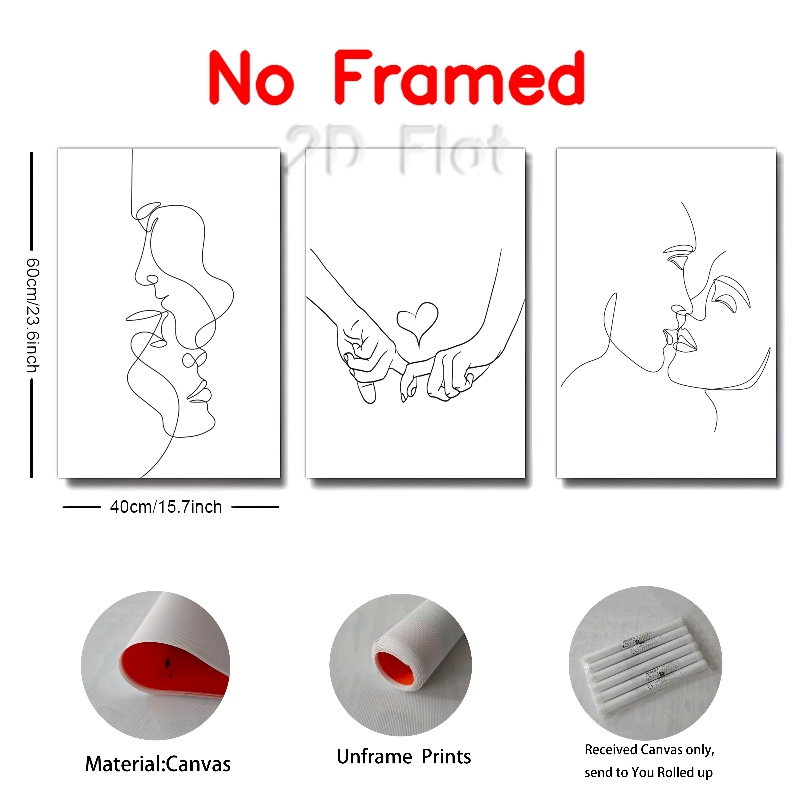 No Framed
2D Flat
60cm/23.6inch
40cm/15.7inch
Material:Canvas
Unframe Prints
Received Canvas only,
send to You Rolled up